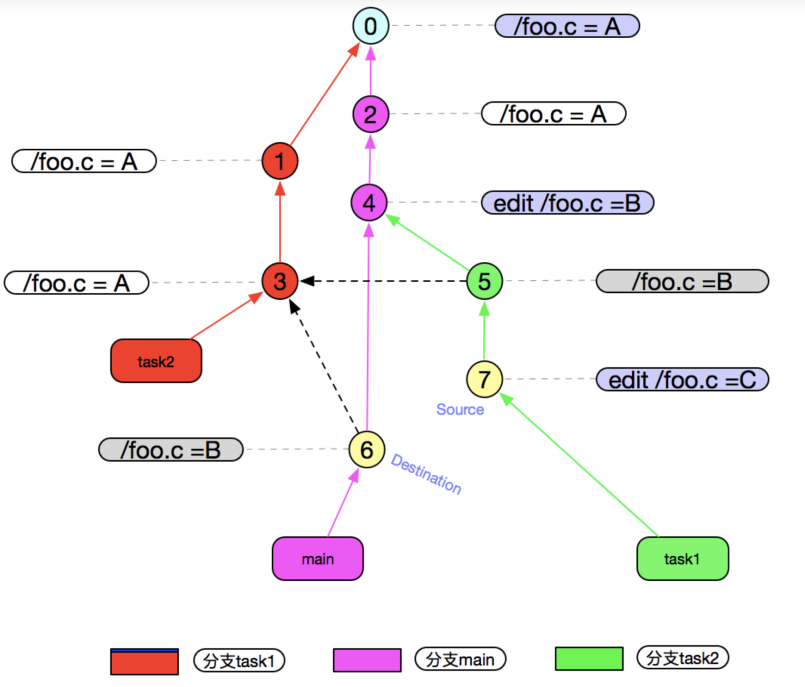 0
/foo.c = A
2
/foo.c = A
/foo.c = A
1
4
edit /foo.c =B
/foo.c = A
3
5
/foo.c =B
task2
7
edit /foo.c =C
Source
/foo.c =B
6
Destination
main
task1
分支task1
分支main
分支task2